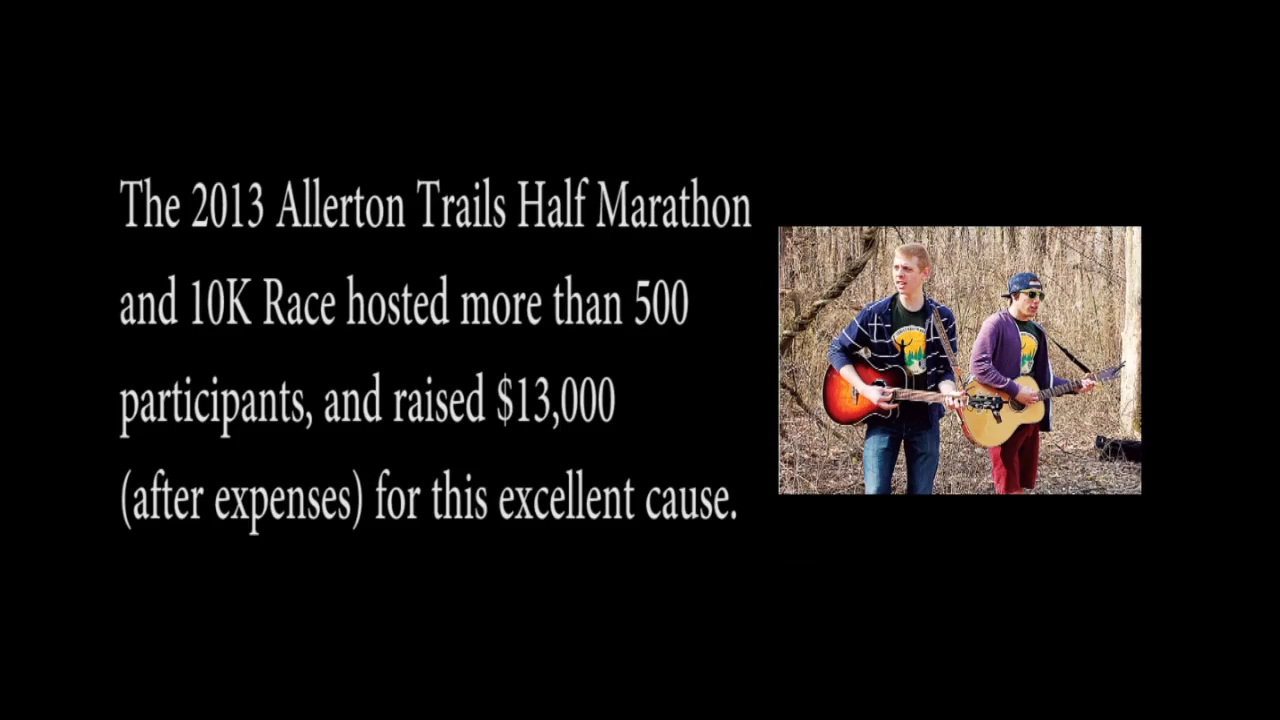 The 2013 Allerton Trails Half Marathon
and 10K Race hosted more than 500
participants, and raised $13,000
(after expenses) for this excellent cause.